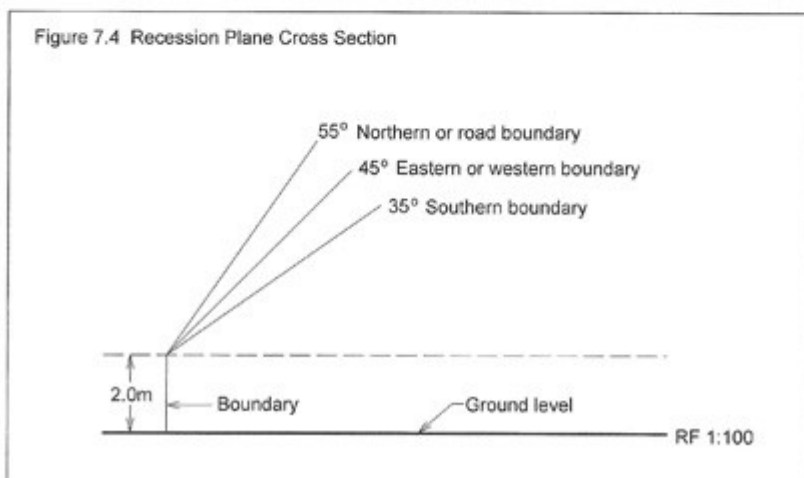 Figure 7.4 Recession Plane Cross Section
55° Northern or road boundary
45° Eastern or western boundary
35° Southern boundary
2.0m
Boundary
Ground level
RF 1:100